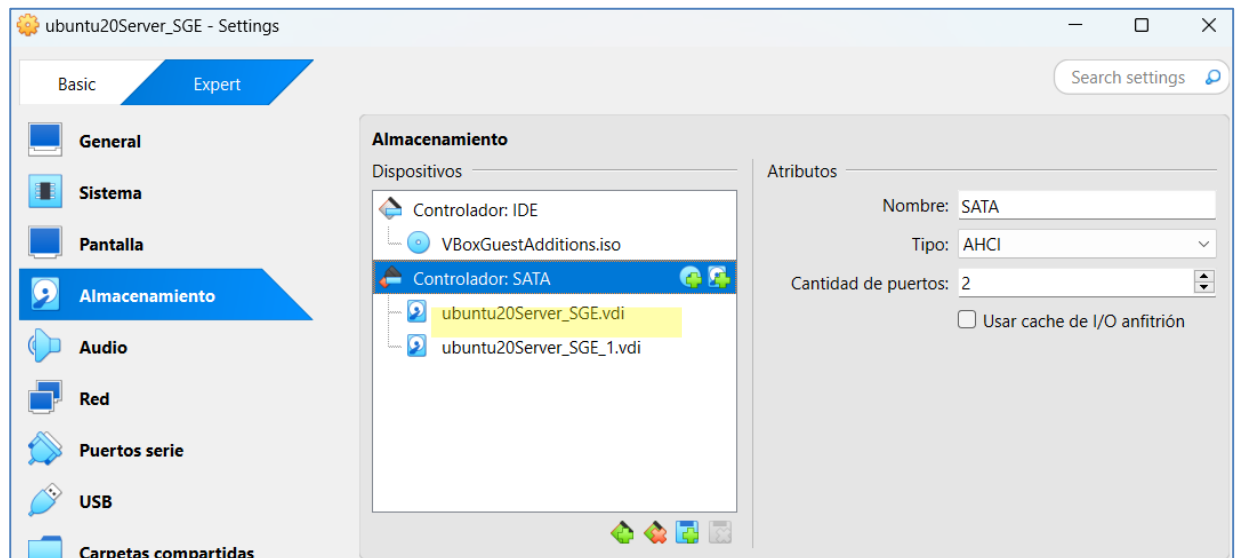 ubuntu20Server_SGE - Settings
Basic
Expert
Search settings
General
Sistema
Pantalla
Almacenamiento
Audio
Red
Puertos serie
USB
Carpetas compartidas
Almacenamiento
Dispositivos
Controlador: IDE
VBoxGuestAdditions.iso
Controlador: SATA
ubuntu20Server_SGE.vdi
ubuntu20Server_SGE_1.vdi
Atributos
Nombre: SATA
Tipo: AHCI
Cantidad de puertos: 2
Usar cache de I/O anfitrión